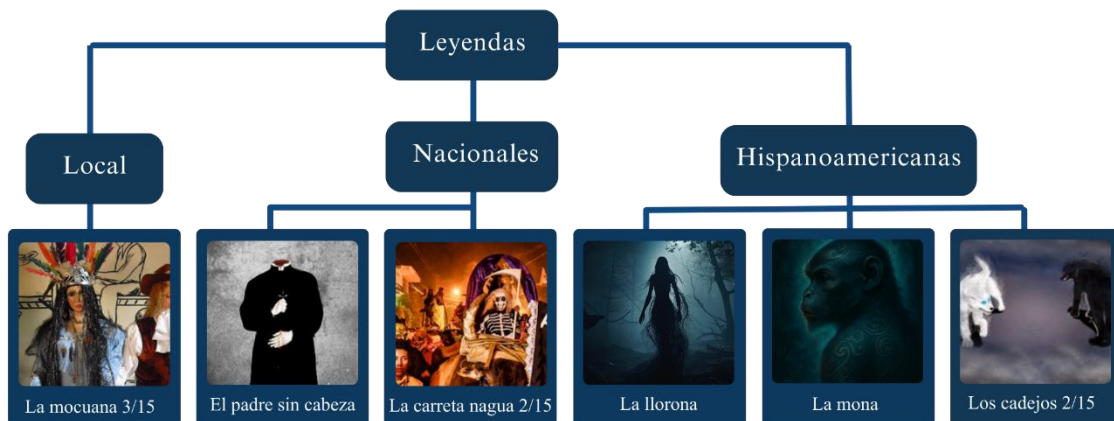 Leyendas
Local
Nacionales
Hispanoamericanas
La mocuana 3/15
El padre sin cabeza
La carreta nagua 2/15
La llorona
La mona
Los cadejos 2/15